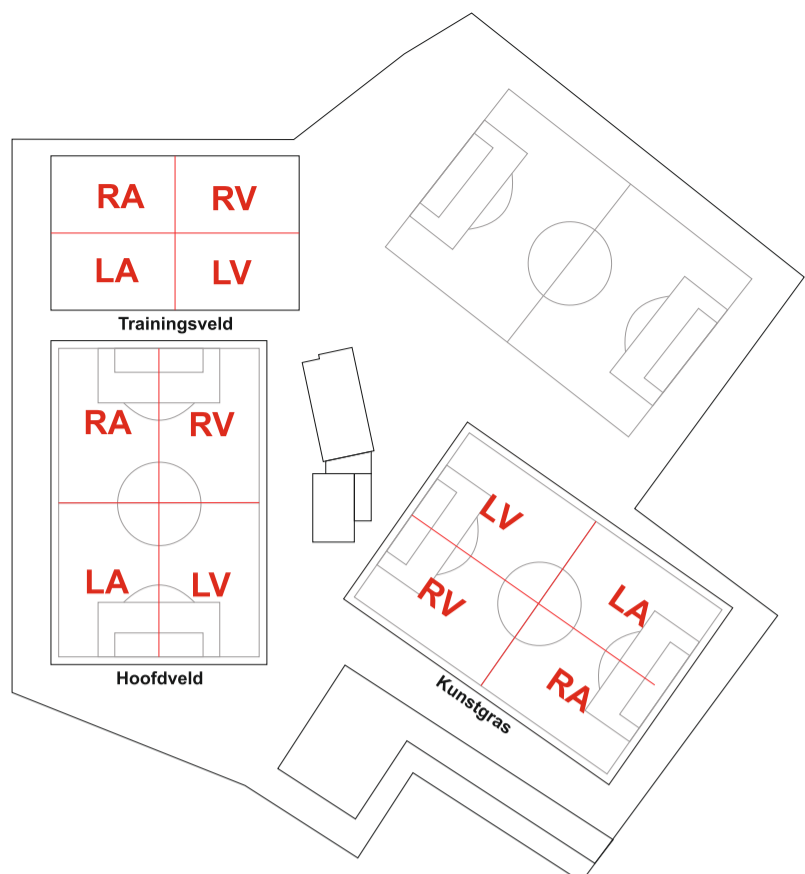 RA RV
LA LV
Trainingsveld
RA RV
LA LV
Hoofdveld
LV
RV
LA
RA
Kunstgras